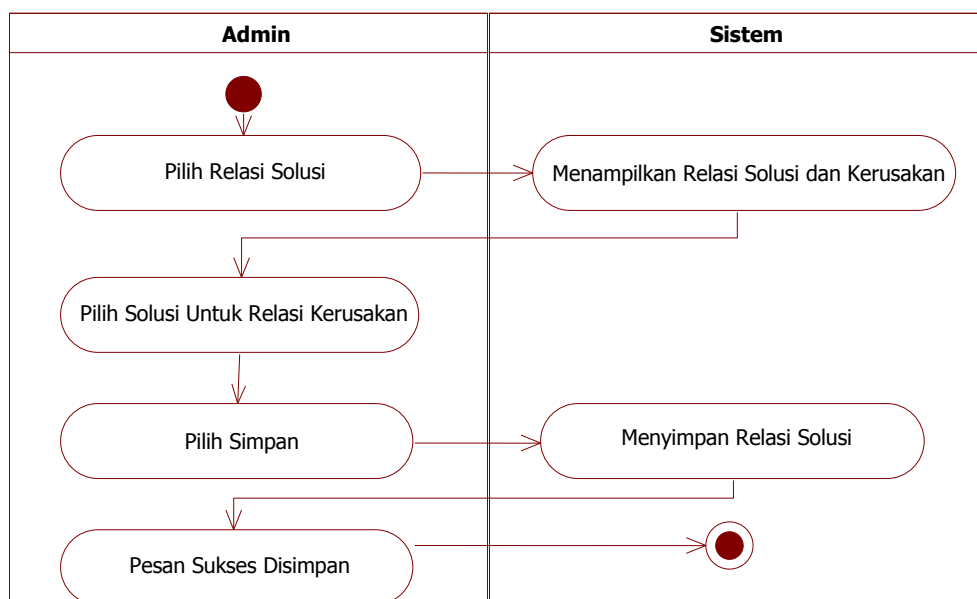 Admin
Sistem
Pilih Relasi Solusi
Menampilkan Relasi Solusi dan Kerusakan
Pilih Solusi Untuk Relasi Kerusakan
Pilih Simpan
Menyimpan Relasi Solusi
Pesan Sukses Disimpan